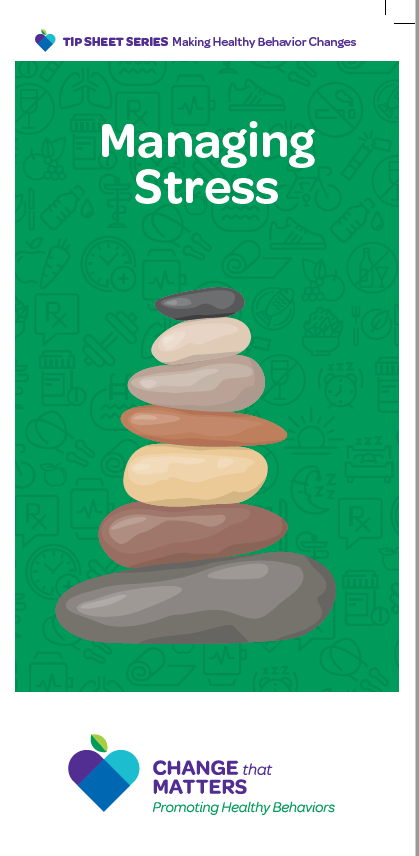 TIP SHEET SERIES Making Healthy Behavior Changes
Managing
Stress
CHANGE that
MATTERS
Promoting Healthy Behaviors